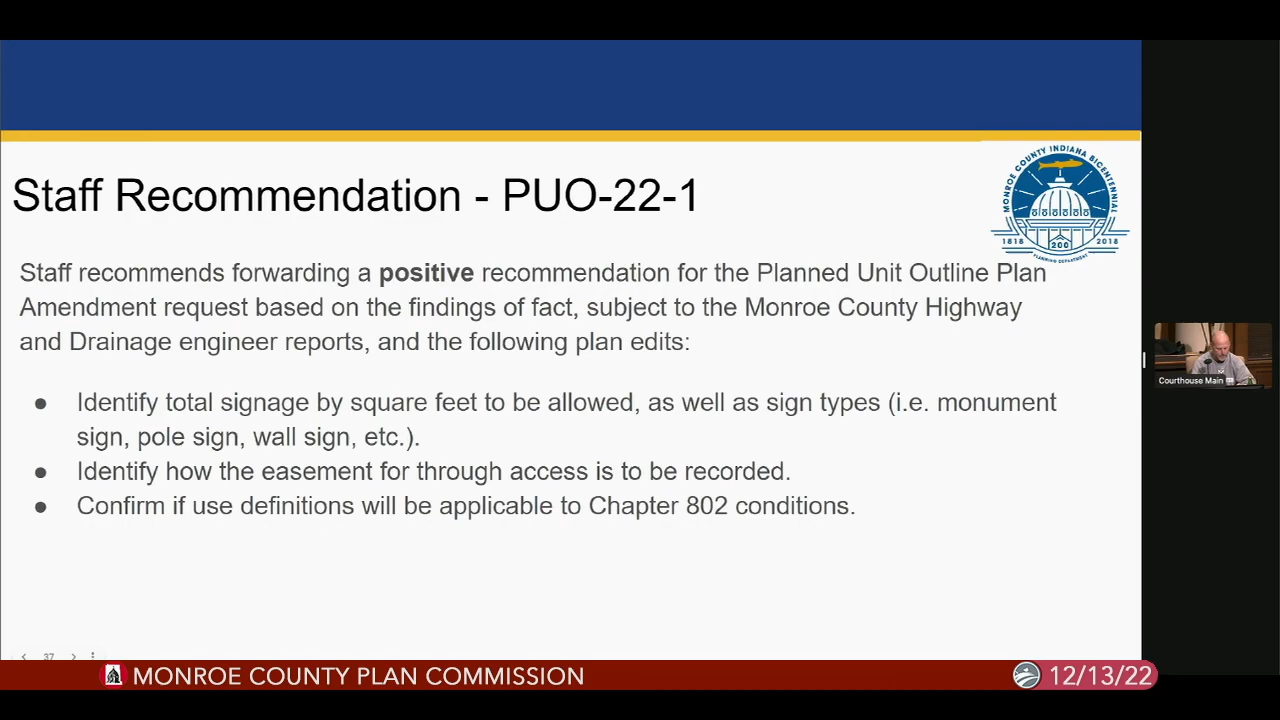 MONROE COUNTY INDIANA BICENTENNIAL
1818 200 2018
PLANNING DEPARTMENT
Staff Recommendation - PUO-22-1
Staff recommends forwarding a positive recommendation for the Planned Unit Outline Plan
Amendment request based on the findings of fact, subject to the Monroe County Highway
and Drainage engineer reports, and the following plan edits:
● Identify total signage by square feet to be allowed, as well as sign types (i.e. monument
sign, pole sign, wall sign, etc.).
● Identify how the easement for through access is to be recorded.
● Confirm if use definitions will be applicable to Chapter 802 conditions.
Courthouse Main
37
MONROE COUNTY PLAN COMMISSION
12/13/22